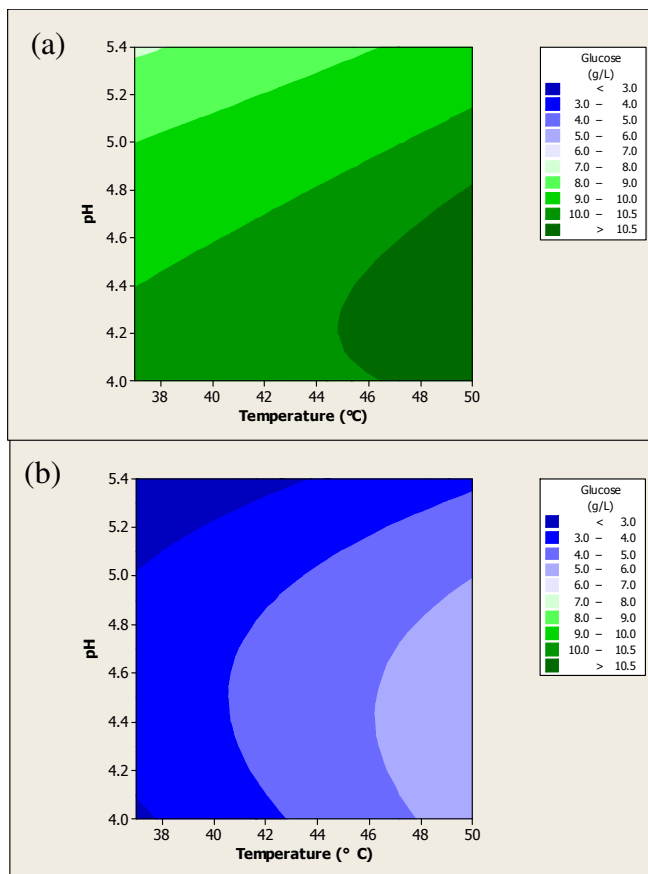 (a)
5.4
5.2
5.0
4.8
4.6
4.4
4.2
4.0
pH
38 40 42 44 46 48 50
Temperature (°C)
Glucose
(g/L)
< 3.0
3.0 – 4.0
4.0 – 5.0
5.0 – 6.0
6.0 – 7.0
7.0 – 8.0
8.0 – 9.0
9.0 – 10.0
10.0 – 10.5
> 10.5
(b)
5.4
5.2
5.0
4.8
4.6
4.4
4.2
4.0
pH
38 40 42 44 46 48 50
Temperature (° C)
Glucose
(g/L)
< 3.0
3.0 – 4.0
4.0 – 5.0
5.0 – 6.0
6.0 – 7.0
7.0 – 8.0
8.0 – 9.0
9.0 – 10.0
10.0 – 10.5
> 10.5